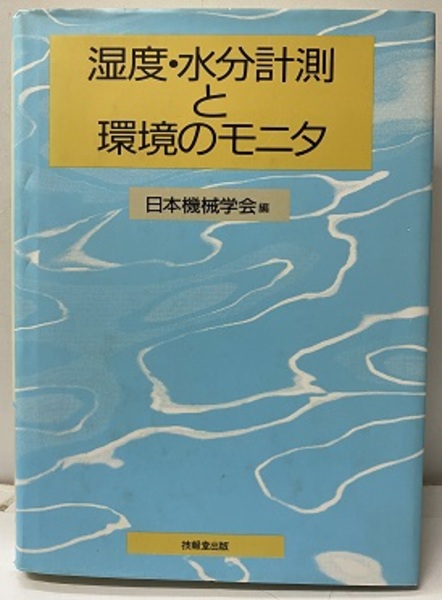 湿度・水分計測
と
環境のモニタ
日本機械学会 編
技報堂出版